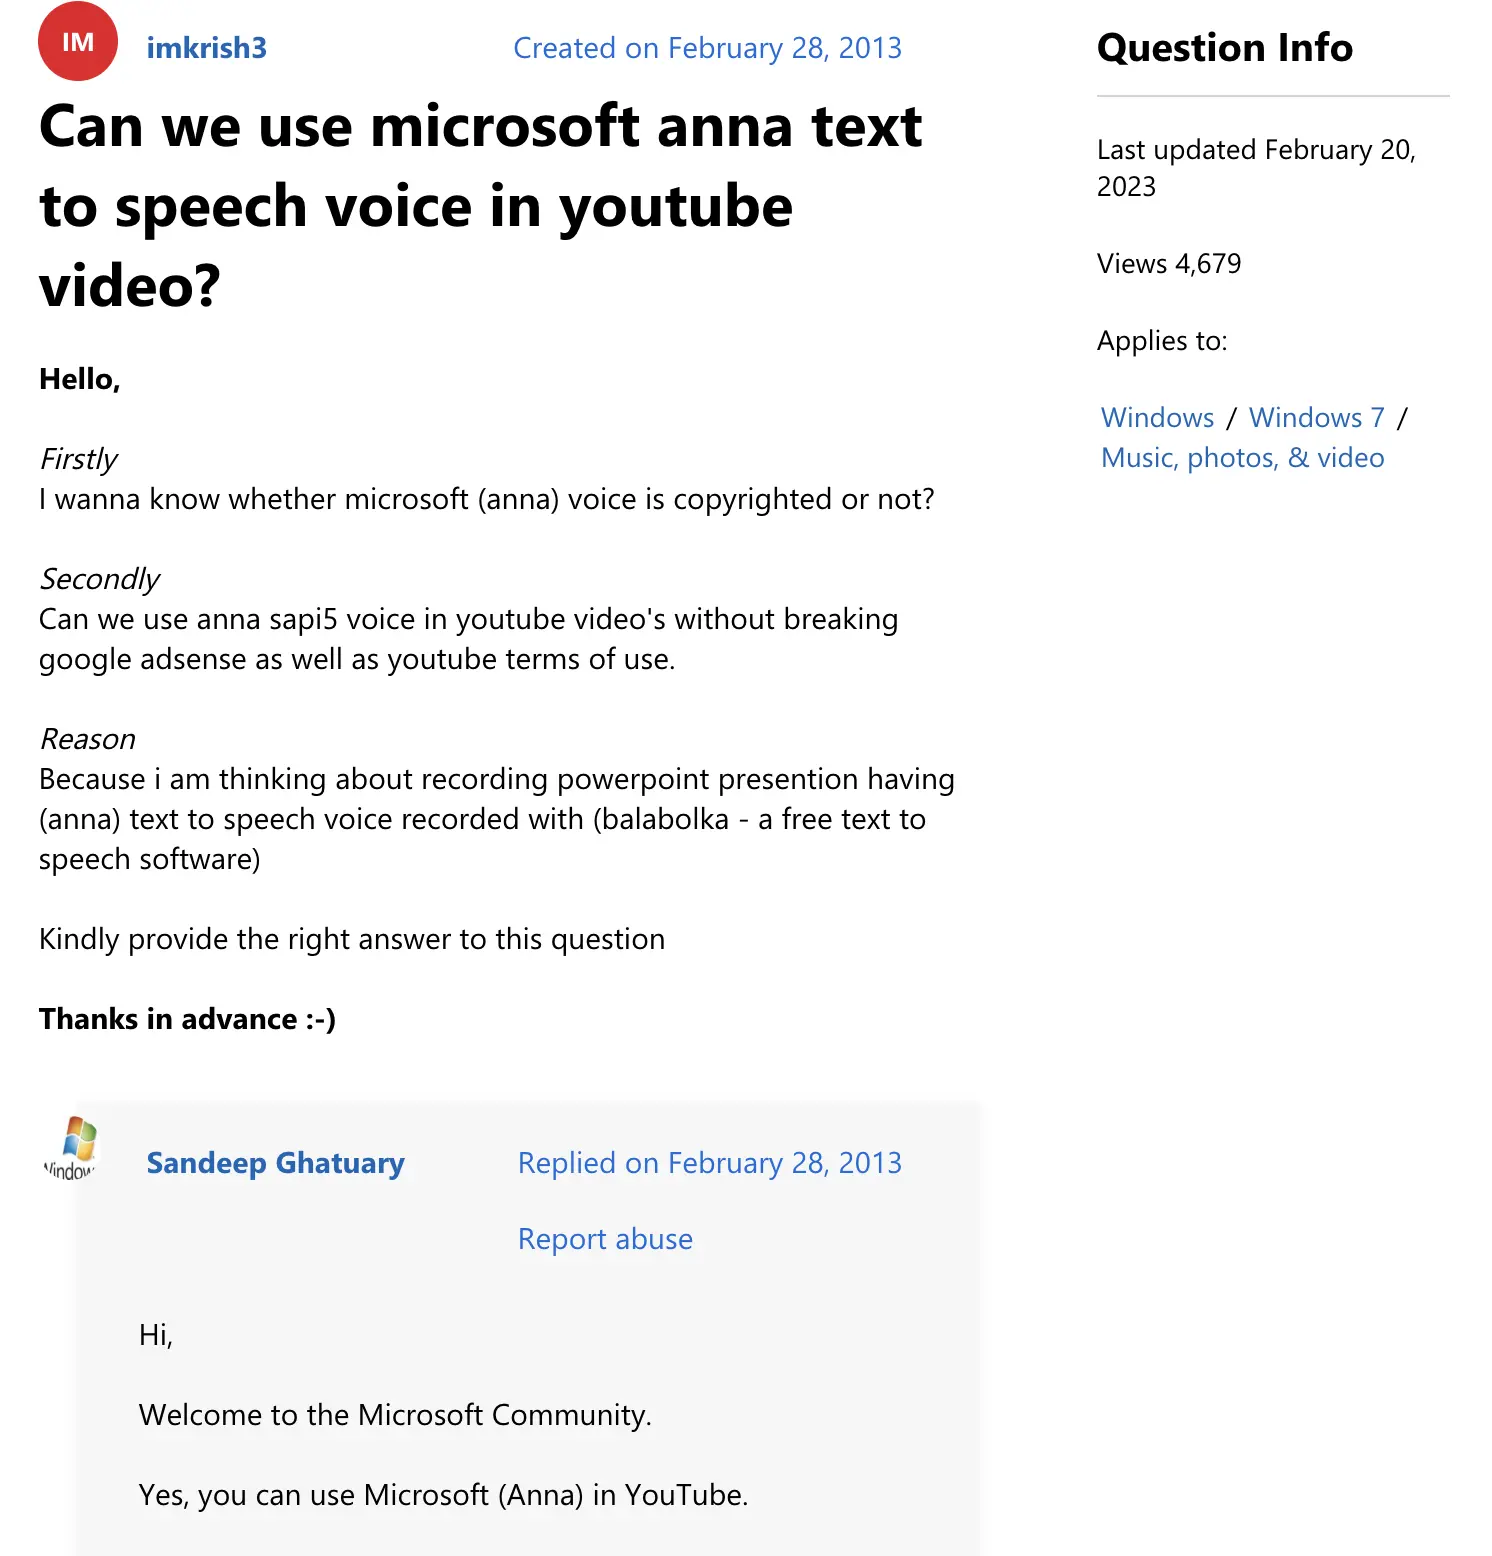 IM
imkrish3
Created on February 28, 2013
Can we use microsoft anna text
to speech voice in youtube
video?
Hello,
Firstly
I wanna know whether microsoft (anna) voice is copyrighted or not?
Secondly
Can we use anna sapi5 voice in youtube video's without breaking
google adsense as well as youtube terms of use.
Reason
Because i am thinking about recording powerpoint presention having
(anna) text to speech voice recorded with (balabolka - a free text to
speech software)
Kindly provide the right answer to this question
Thanks in advance :-)
Sandeep Ghatuary
Replied on February 28, 2013
Report abuse
Hi,
Welcome to the Microsoft Community.
Yes, you can use Microsoft (Anna) in YouTube.
Question Info
Last updated February 20,
2023
Views 4,679
Applies to:
Windows / Windows 7 /
Music, photos, & video